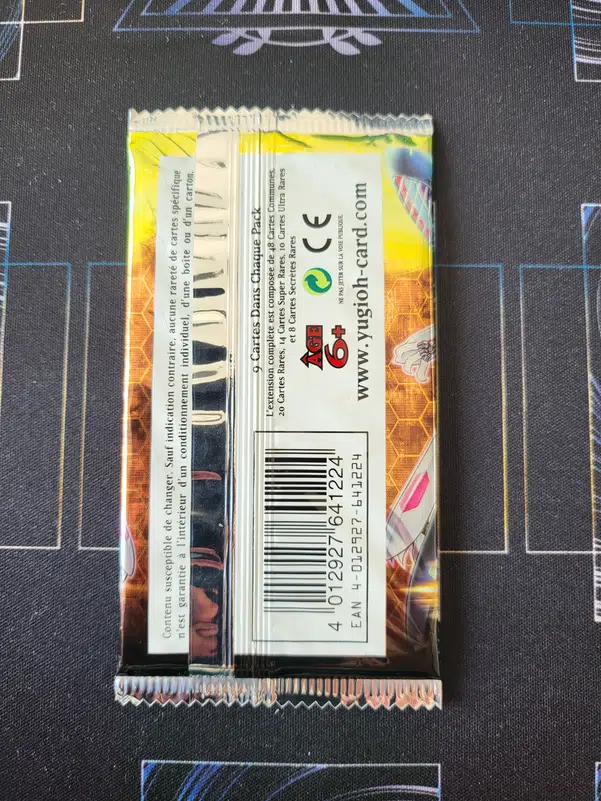 Contenu susceptible de changer. Sauf indication contraire, aucune rareté de cartes spécifique
n'est garantie à l'intérieur d'un conditionnement individuel, d'une boite ou d'un carton.
9 Cartes Dans Chaque Pack
L'extension complète est composée de 48 Cartes Communes,
20 Cartes Rares, 14 Cartes Super Rares, 10 Cartes Ultra Rares
et 8 Cartes Secrètes Rares
ÂGE
6+
CE
NE PAS JETER SUR LA VOIE PUBLIQUE
www.yugioh-card.com
4 012927 641224
EAN 4-012927-641224